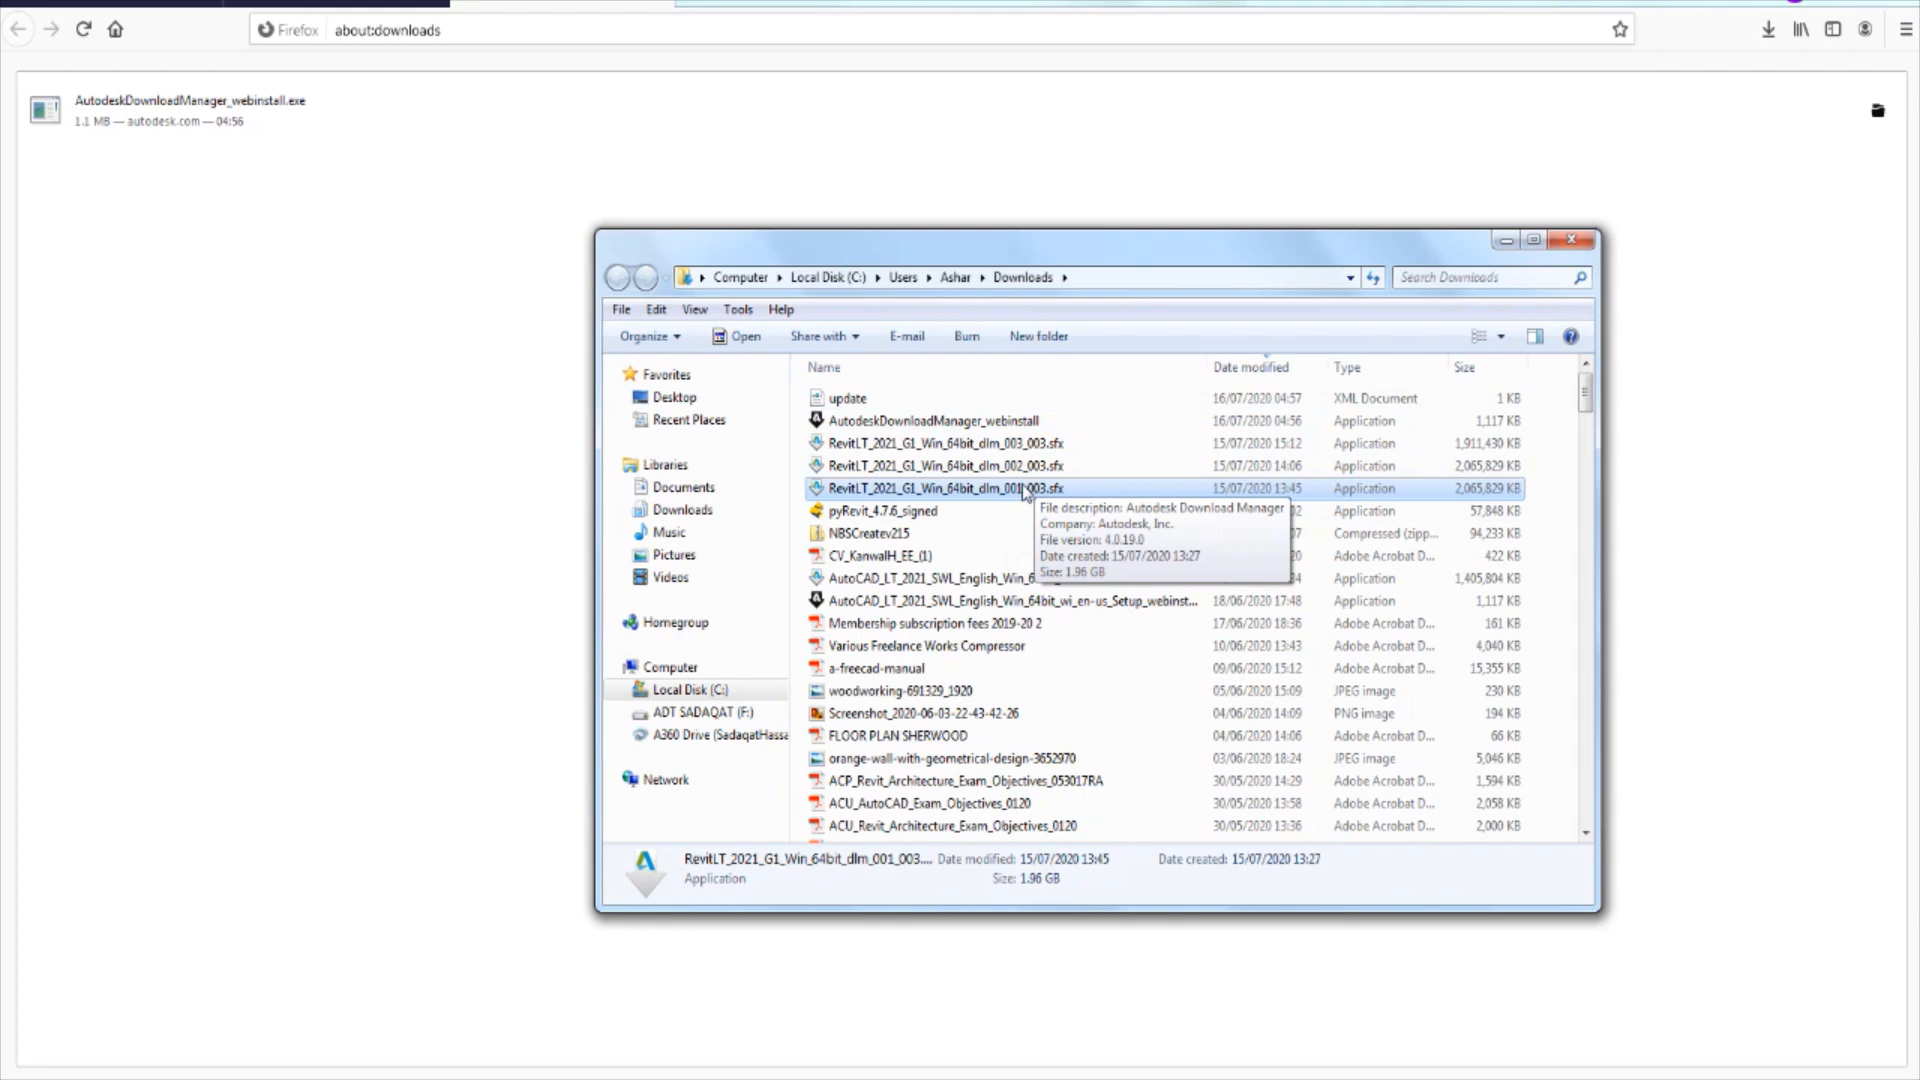 Firefox about:downloads
AutodeskDownloadManager_webinstall.exe
1.1 MB — autodesk.com — 04:56
Computer Local Disk (C:) Users Ashar Downloads Search Downloads
File Edit View Tools Help
Organize Open Share with E-mail Burn New folder
Favorites
Desktop
Recent Places
Libraries
Documents
Downloads
Music
Pictures
Videos
Homegroup
Computer
Local Disk (C:)
ADT SADAQAT (F:)
A360 Drive (SadaqatHassa
Network
Name Date modified Type Size
update 16/07/2020 04:57 XML Document 1 KB
AutodeskDownloadManager_webinstall 16/07/2020 04:56 Application 1,117 KB
RevitLT_2021_G1_Win_64bit_dlm_003_003.sfx 15/07/2020 15:12 Application 1,911,430 KB
RevitLT_2021_G1_Win_64bit_dlm_002_003.sfx 15/07/2020 14:06 Application 2,065,829 KB
RevitLT_2021_G1_Win_64bit_dlm_001_003.sfx 15/07/2020 13:45 Application 2,065,829 KB
pyRevit_4.7.6_signed 02 Application 57,848 KB
NBSCreatev215 07 Compressed (zipp... 94,233 KB
CV_KanwalH_EE_(1) 20 Adobe Acrobat D... 422 KB
AutoCAD_LT_2021_SWL_English_Win_6 34 Application 1,405,804 KB
AutoCAD_LT_2021_SWL_English_Win_64bit_wi_en-us_Setup_webinst... 18/06/2020 17:48 Application 1,117 KB
Membership subscription fees 2019-20 2 17/06/2020 18:36 Adobe Acrobat D... 161 KB
Various Freelance Works Compressor 10/06/2020 13:43 Adobe Acrobat D... 4,040 KB
a-freecad-manual 09/06/2020 15:12 Adobe Acrobat D... 15,355 KB
woodworking-691329_1920 05/06/2020 15:09 JPEG image 230 KB
Screenshot_2020-06-03-22-43-42-26 04/06/2020 14:09 PNG image 194 KB
FLOOR PLAN SHERWOOD 04/06/2020 14:06 Adobe Acrobat D... 66 KB
orange-wall-with-geometrical-design-3652970 03/06/2020 18:24 JPEG image 5,046 KB
ACP_Revit_Architecture_Exam_Objectives_053017RA 30/05/2020 14:29 Adobe Acrobat D... 1,594 KB
ACU_AutoCAD_Exam_Objectives_0120 30/05/2020 13:58 Adobe Acrobat D... 2,058 KB
ACU_Revit_Architecture_Exam_Objectives_0120 30/05/2020 13:36 Adobe Acrobat D... 2,000 KB
File description: Autodesk Download Manager
Company: Autodesk, Inc.
File version: 4.0.19.0
Date created: 15/07/2020 13:27
Size: 1.96 GB
RevitLT_2021_G1_Win_64bit_dlm_001_003.... Date modified: 15/07/2020 13:45 Date created: 15/07/2020 13:27
Application Size: 1.96 GB